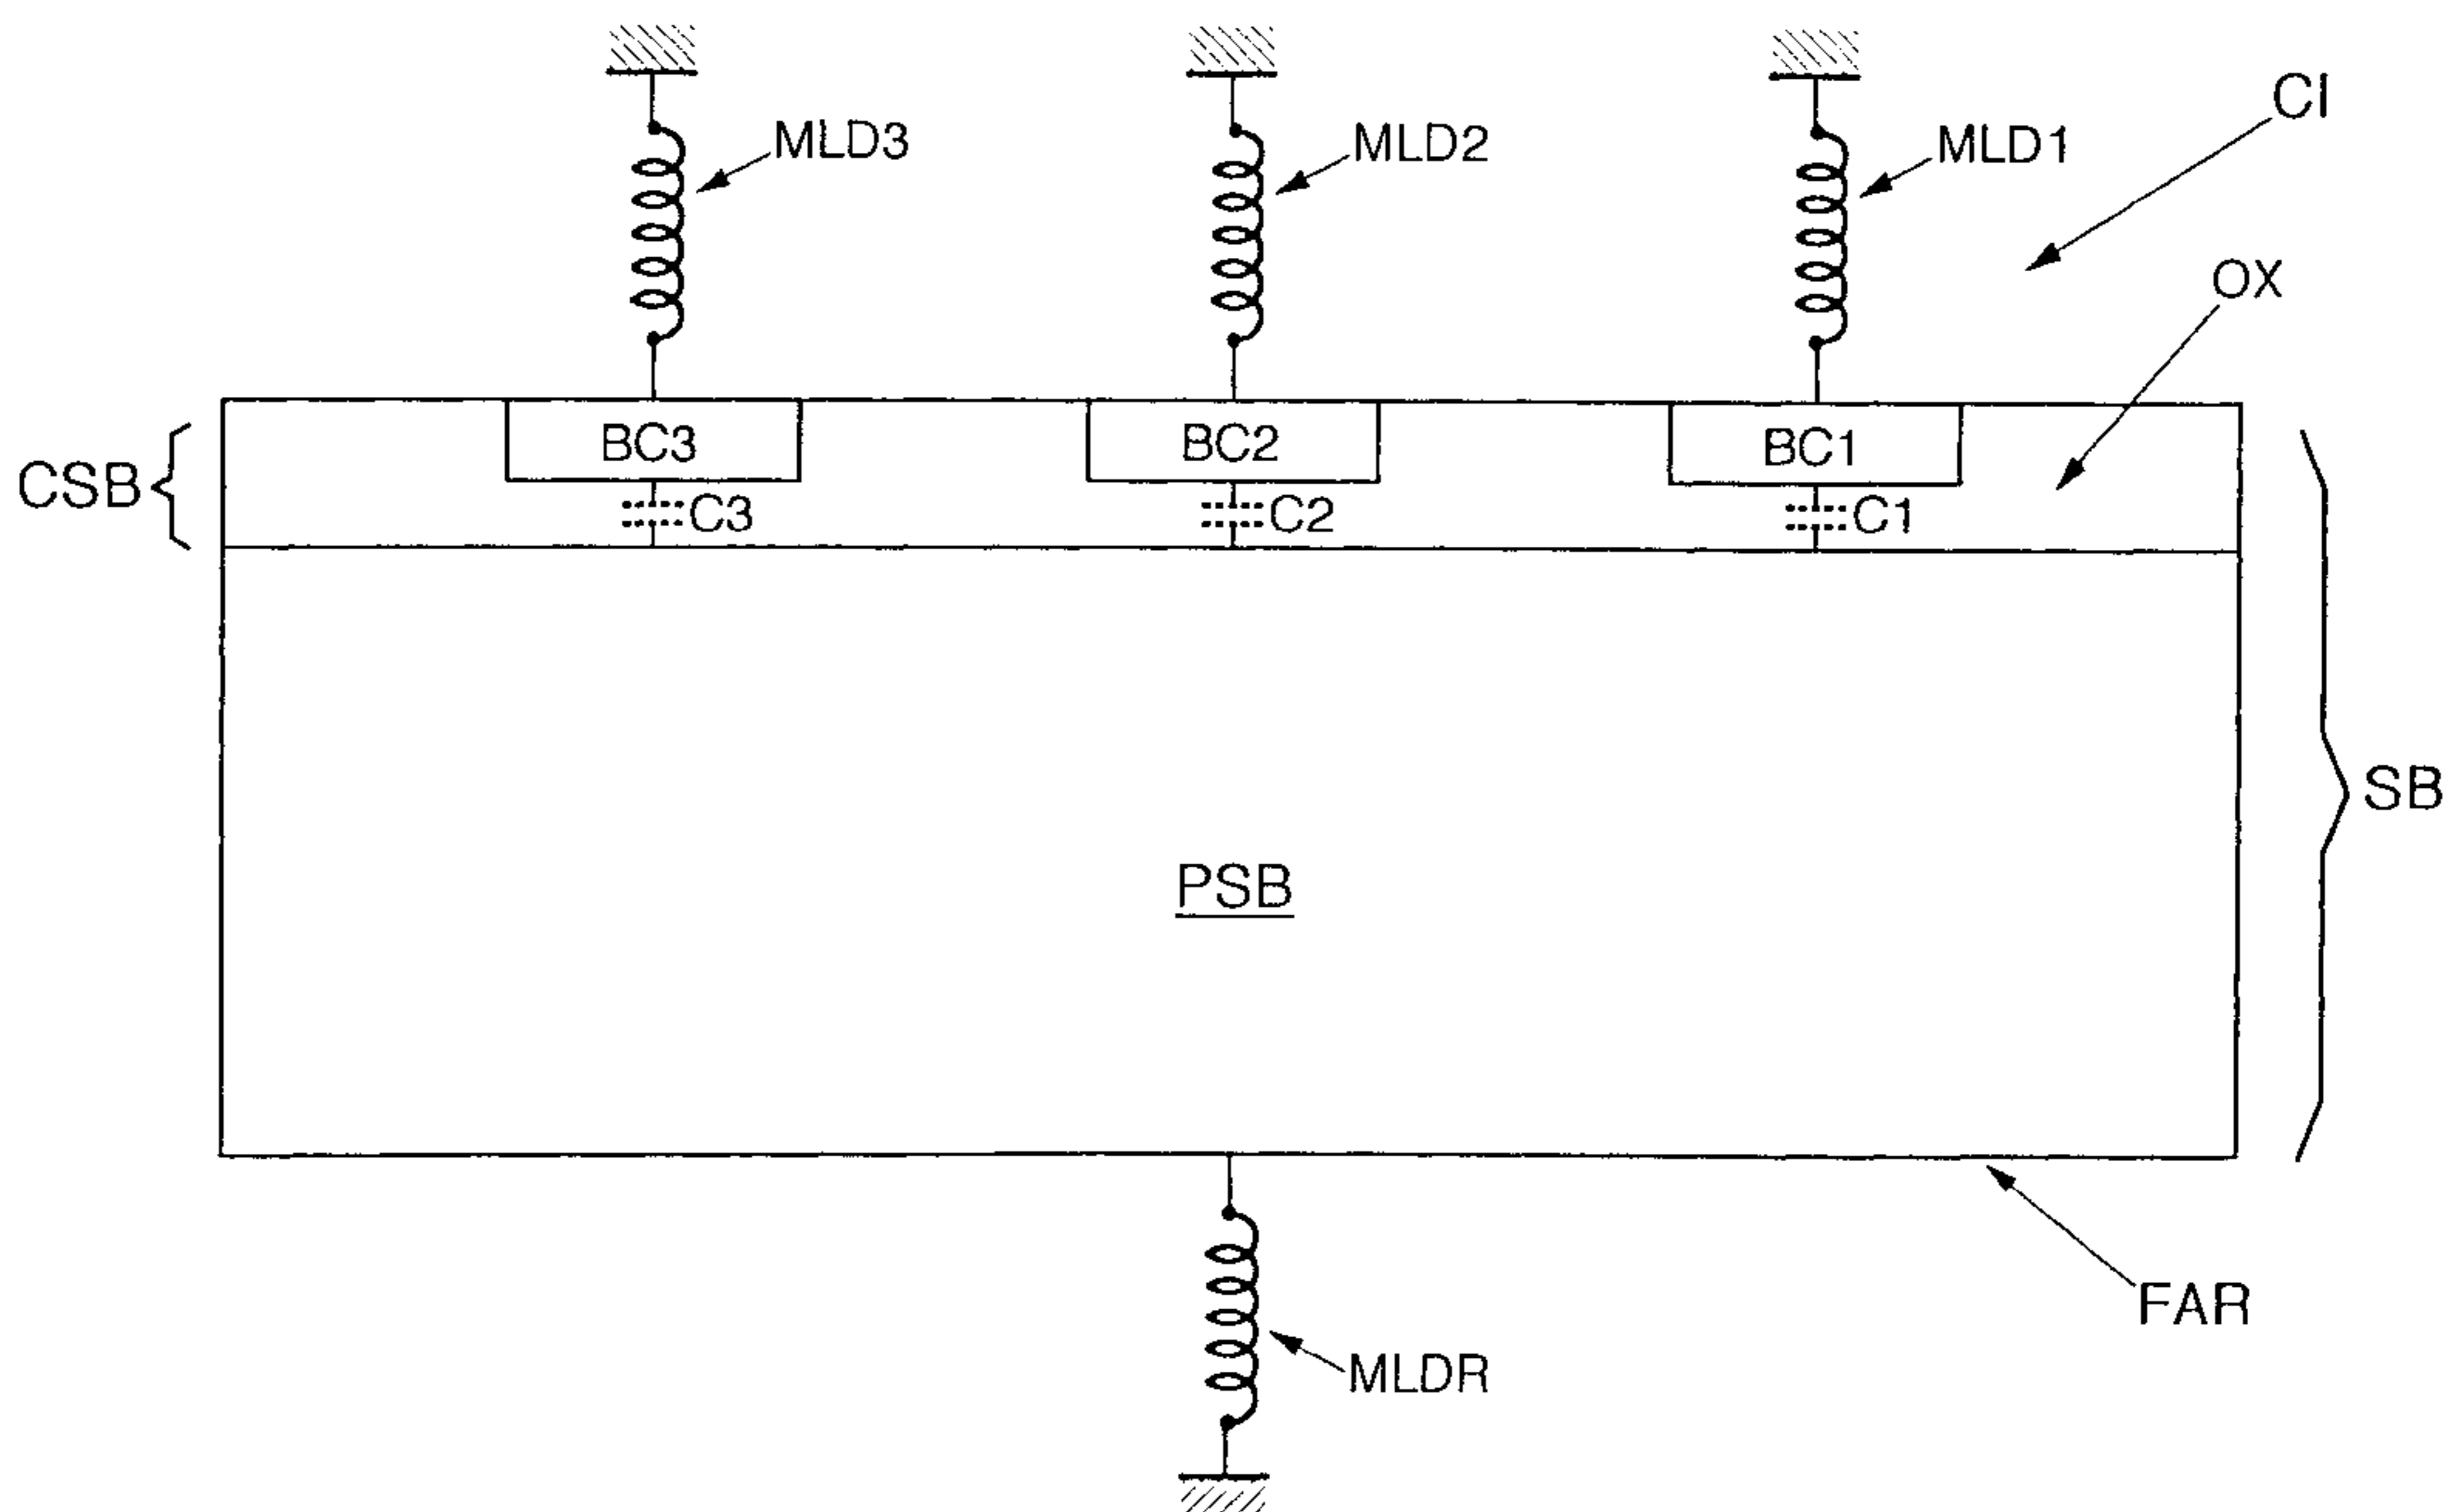 CI
MLD3
MLD2
MLD1
OX
BC3
BC2
BC1
CSB
C3
C2
C1
SB
PSB
FAR
MLDR